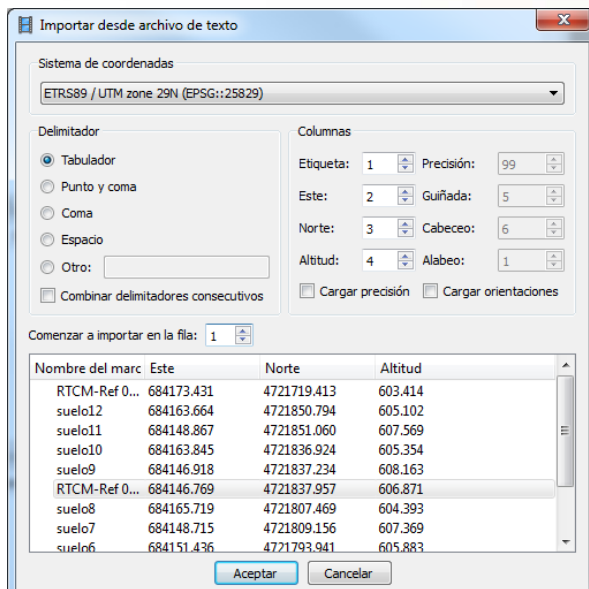 Importar desde archivo de texto
Sistema de coordenadas
ETRS89 / UTM zone 29N (EPSG::25829)
Delimitador
Tabulador
Punto y coma
Coma
Espacio
Otro:
Combinar delimitadores consecutivos
Columnas
Etiqueta: 1 Precisión: 99
Este: 2 Guiñada: 5
Norte: 3 Cabeceo: 6
Altitud: 4 Alabeo: 1
Cargar precisión Cargar orientaciones
Comenzar a importar en la fila: 1
Nombre del marc Este Norte Altitud
RTCM-Ref 0... 684173.431 4721719.413 603.414
suelo12 684163.664 4721850.794 605.102
suelo11 684148.867 4721851.060 607.569
suelo10 684163.845 4721836.924 605.354
suelo9 684146.918 4721837.234 608.163
RTCM-Ref 0... 684146.769 4721837.957 606.871
suelo8 684165.719 4721807.469 604.393
suelo7 684148.715 4721809.156 607.369
suelo6 684151.436 4721793.941 605.883
Aceptar Cancelar